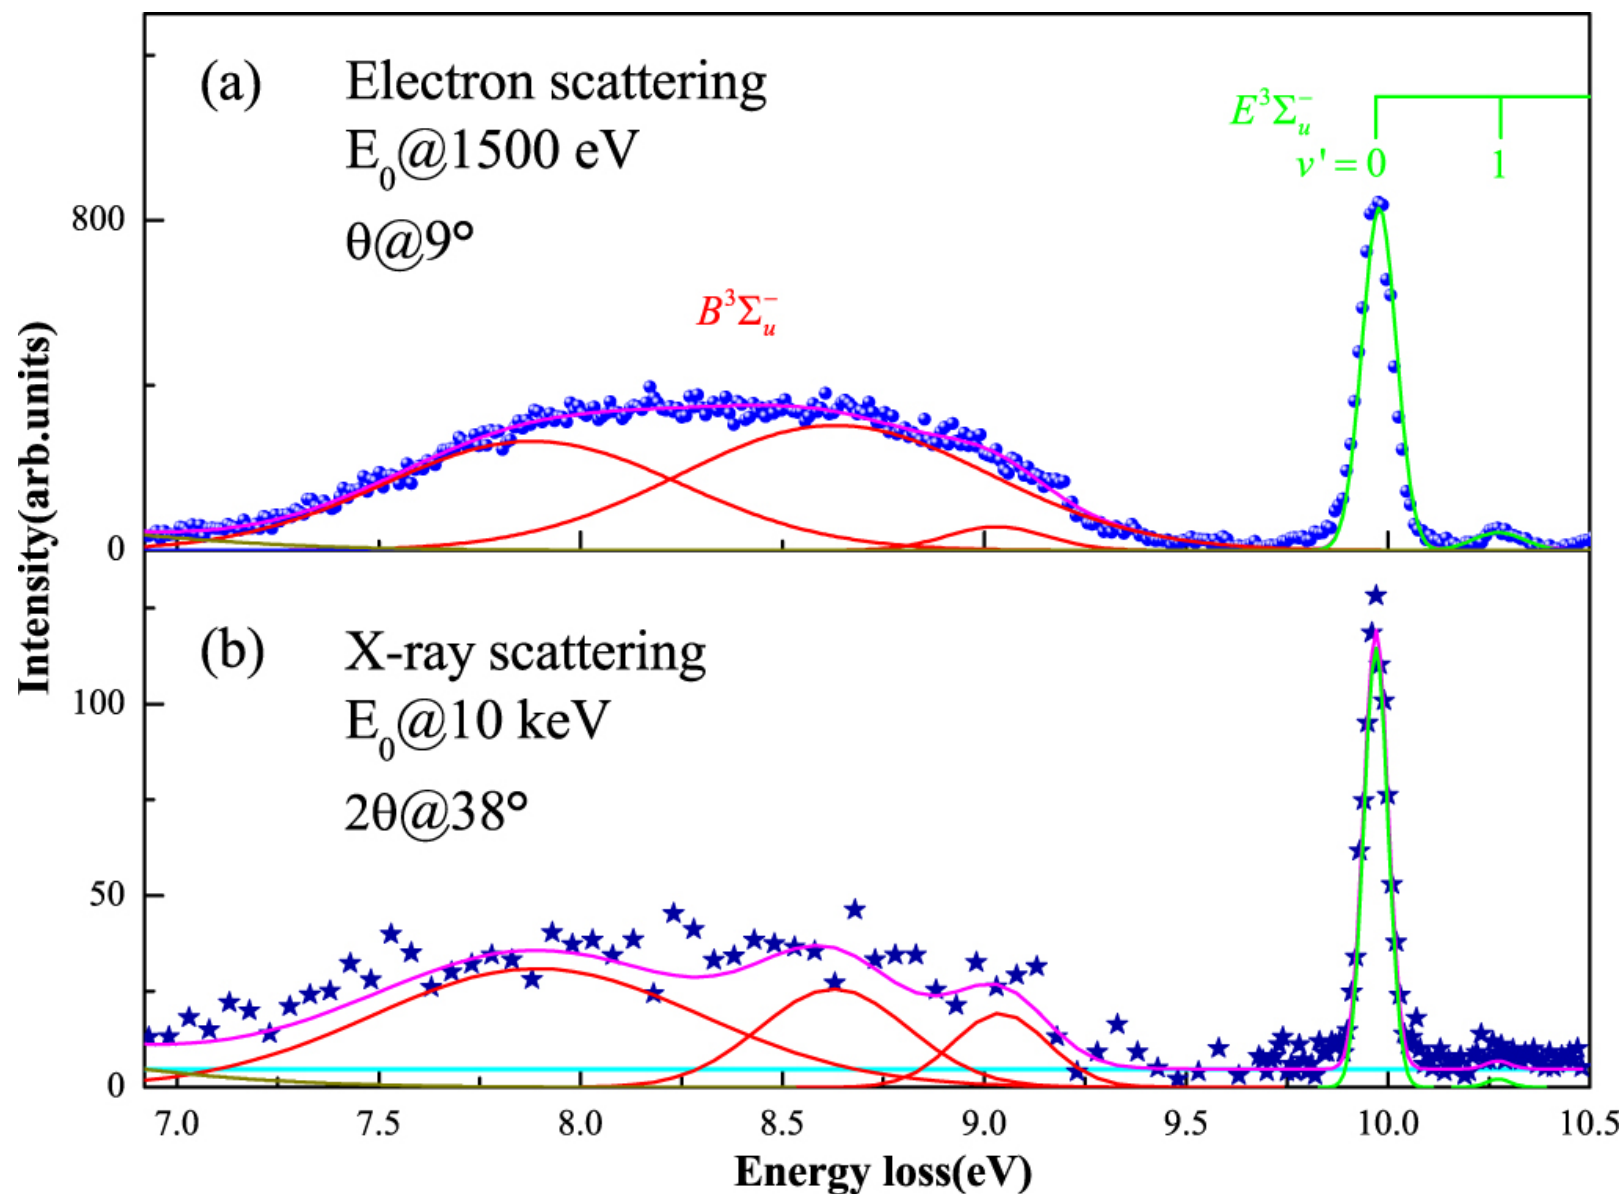 (a) Electron scattering
E₀@1500 eV
θ@9°
E³Σᵤ⁻
v' = 0 1
B³Σᵤ⁻
800
0
Intensity(arb.units)
(b) X-ray scattering
E₀@10 keV
2θ@38°
100
50
0
7.0 7.5 8.0 8.5 9.0 9.5 10.0 10.5
Energy loss(eV)